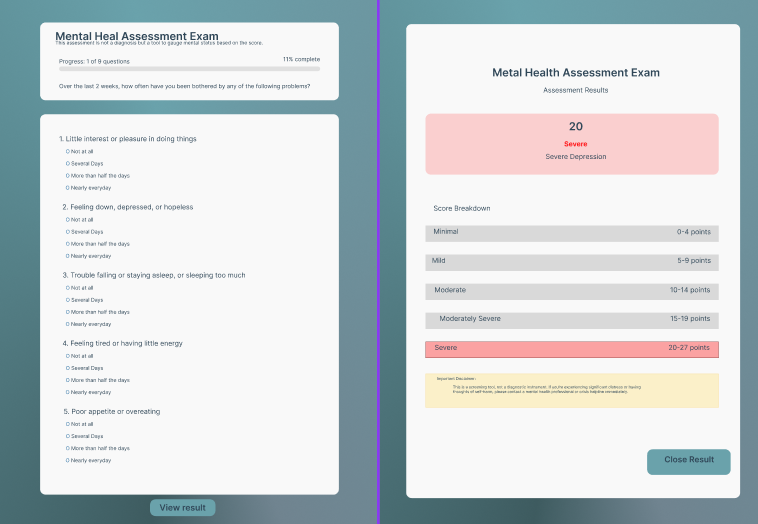 Mental Heal Assessment Exam
This assessment is not a diagnosis but a tool to gauge mental states based on the score.
Progress: 1 of 9 questions
11% complete
Over the last 2 weeks, how often have you been bothered by any of the following problems?
1. Little interest or pleasure in doing things
O Not at all
O Several Days
O More than half the days
O Nearly everyday
2. Feeling down, depressed, or hopeless
O Not at all
O Several Days
O More than half the days
O Nearly everyday
3. Trouble falling or staying asleep, or sleeping too much
O Not at all
O Several Days
O More than half the days
O Nearly everyday
4. Feeling tired or having little energy
O Not at all
O Several Days
O More than half the days
O Nearly everyday
5. Poor appetite or overeating
O Not at all
O Several Days
O More than half the days
O Nearly everyday
View result
Metal Health Assessment Exam
Assessment Results
20
Severe
Severe Depression
Score Breakdown
Minimal 0-4 points
Mild 5-9 points
Moderate 10-14 points
Moderately Severe 15-19 points
Severe 20-27 points
Important Disclaimer:
This is a screening tool, not a diagnostic instrument. If you're experiencing significant distress or having
thoughts of self-harm, please contact a mental health professional or crisis helpline immediately.
Close Result